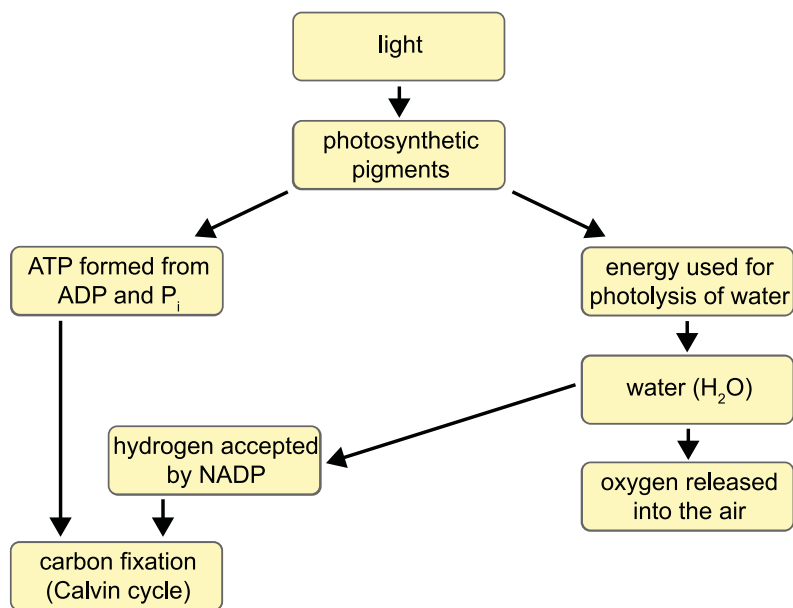 light
photosynthetic
pigments
ATP formed from
ADP and Pᵢ
energy used for
photolysis of water
water (H₂O)
hydrogen accepted
by NADP
oxygen released
into the air
carbon fixation
(Calvin cycle)